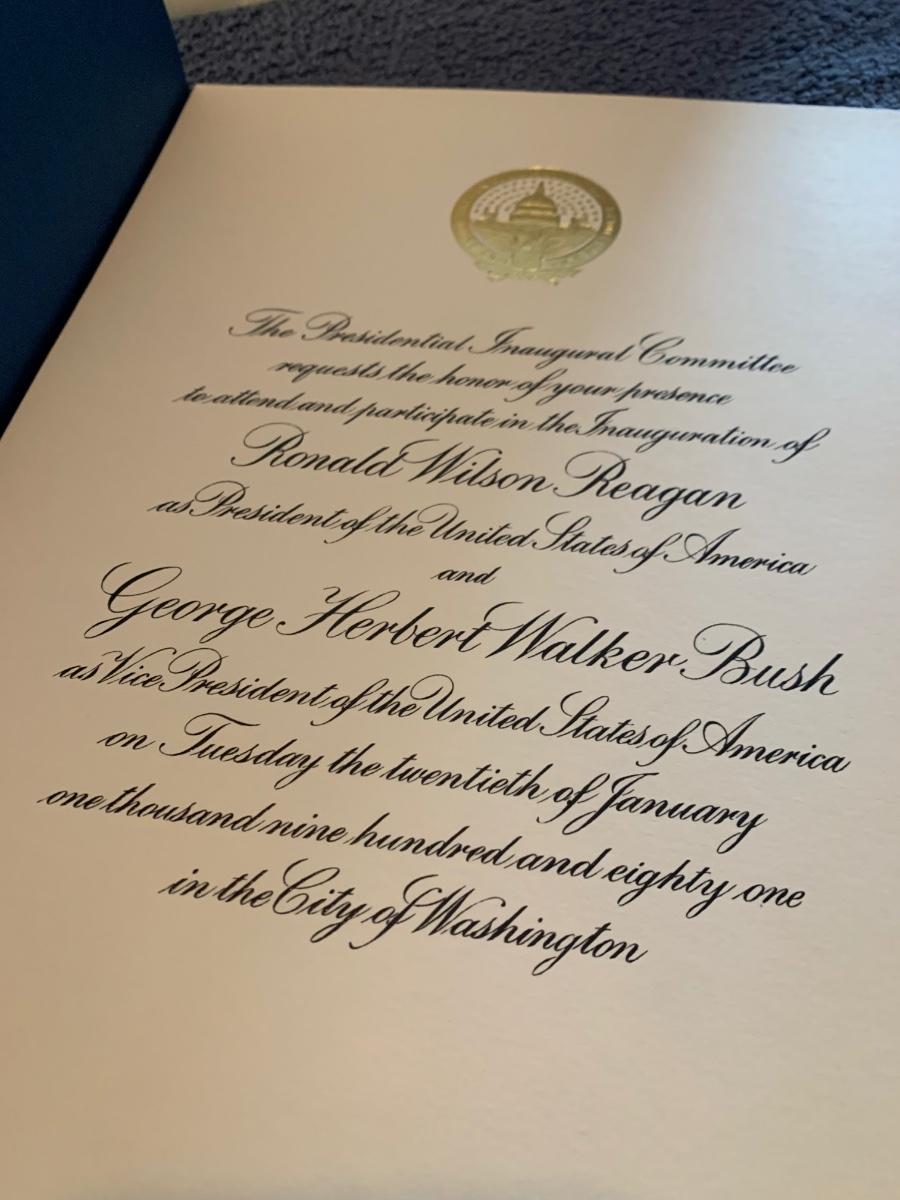 The Presidential Inaugural Committee
requests the honor of your presence
to attend and participate in the Inauguration of
Ronald Wilson Reagan
as President of the United States of America
and
George Herbert Walker Bush
as Vice President of the United States of America
on Tuesday the twentieth of January
one thousand nine hundred and eighty one
in the City of Washington